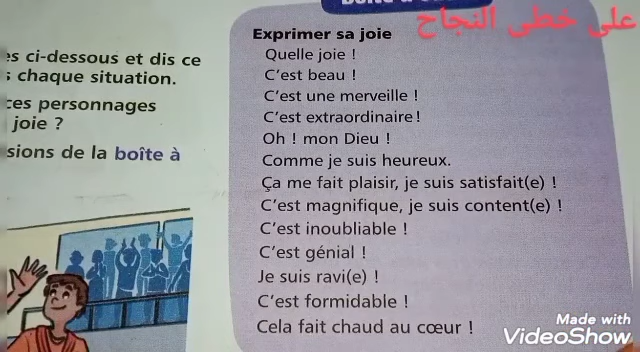 على خطى النجاح
Exprimer sa joie
Quelle joie !
C'est beau !
C'est une merveille !
C'est extraordinaire !
Oh ! mon Dieu !
Comme je suis heureux.
Ça me fait plaisir, je suis satisfait(e) !
C'est magnifique, je suis content(e) !
C'est inoubliable !
C'est génial !
Je suis ravi(e) !
C'est formidable !
Cela fait chaud au cœur !
ci-dessous et dis ce
chaque situation.
personnages
joie ?
de la boîte à
Made with
VideoShow